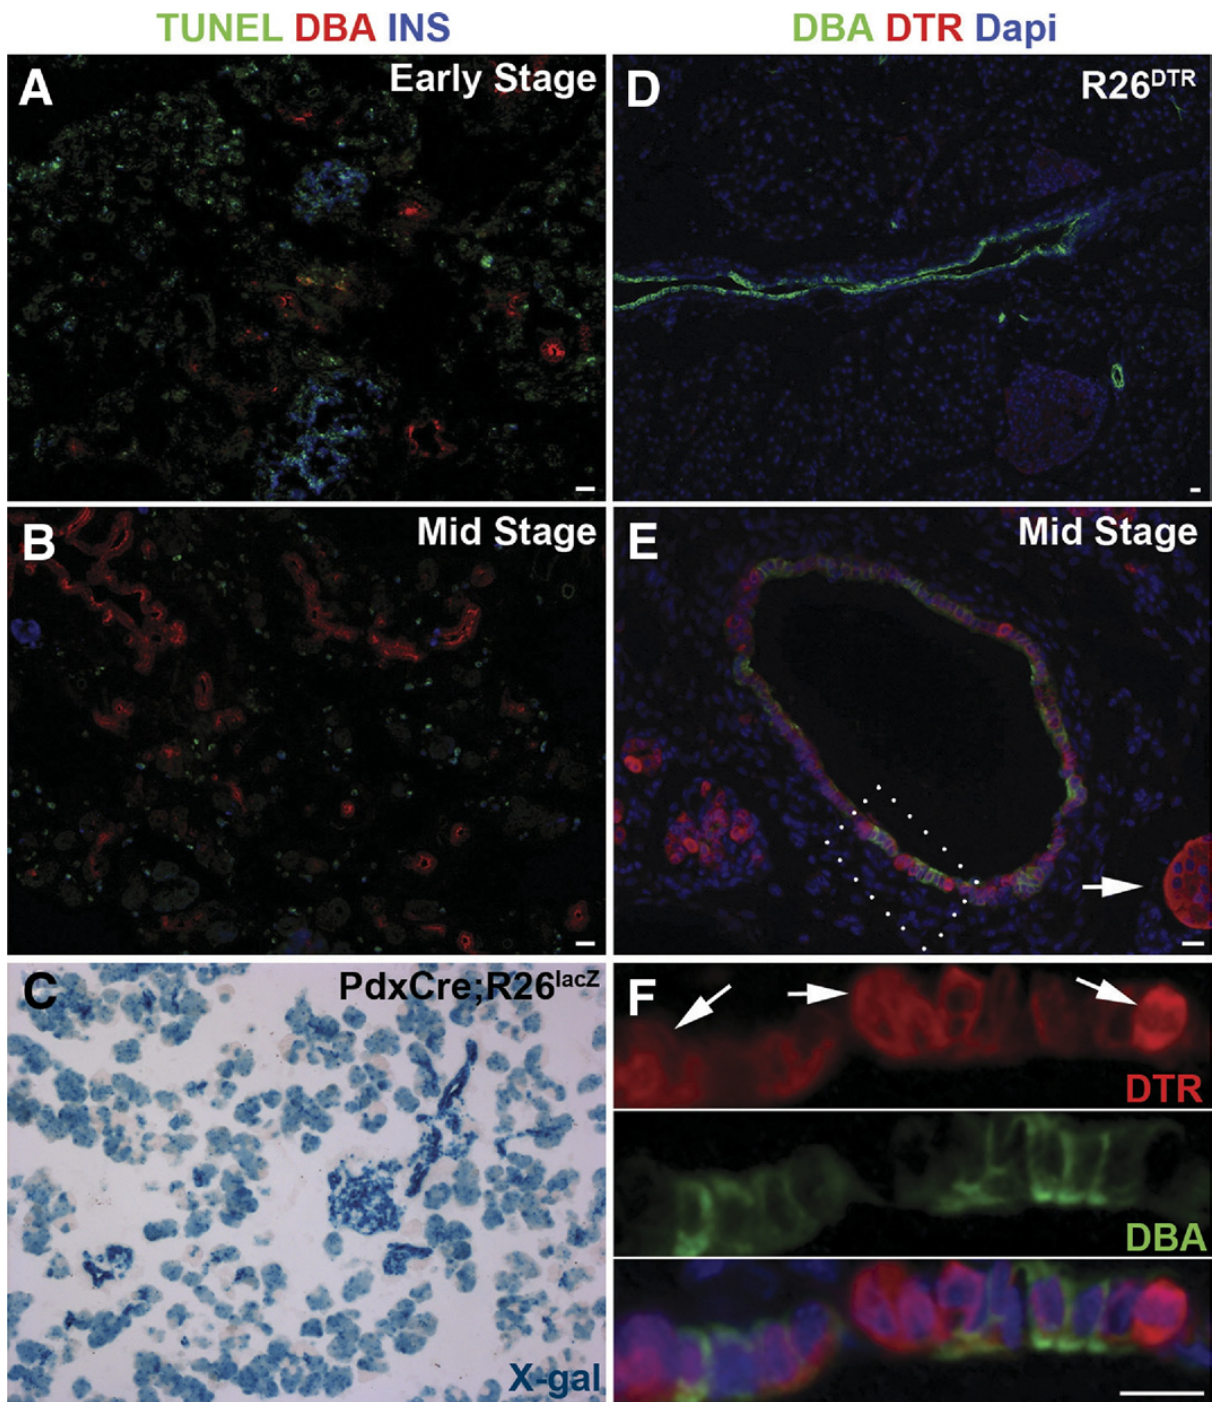 TUNEL DBA INS
DBA DTR Dapi
A
Early Stage
D
R26DTR
B
Mid Stage
E
Mid Stage
C
PdxCre;R26lacZ
X-gal
F
DTR
DBA